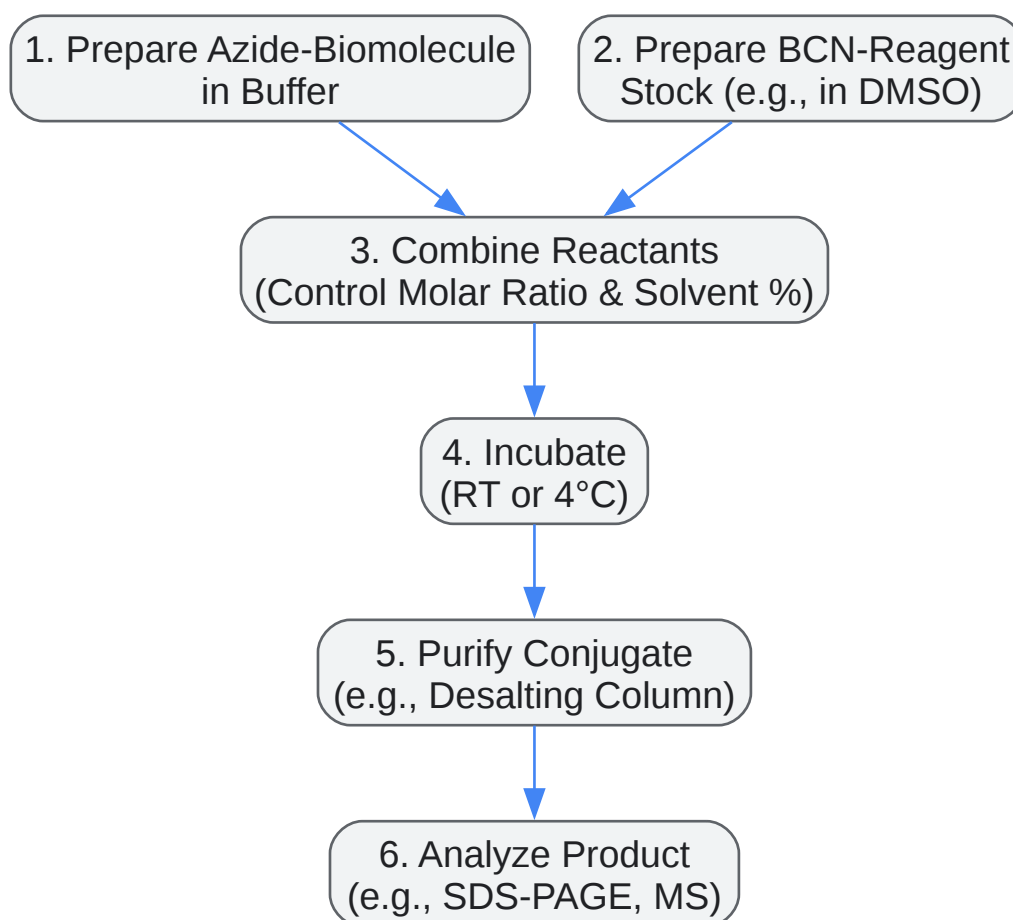 1. Prepare Azide-Biomolecule
in Buffer
2. Prepare BCN-Reagent
Stock (e.g., in DMSO)
3. Combine Reactants
(Control Molar Ratio & Solvent %)
4. Incubate
(RT or 4°C)
5. Purify Conjugate
(e.g., Desalting Column)
6. Analyze Product
(e.g., SDS-PAGE, MS)